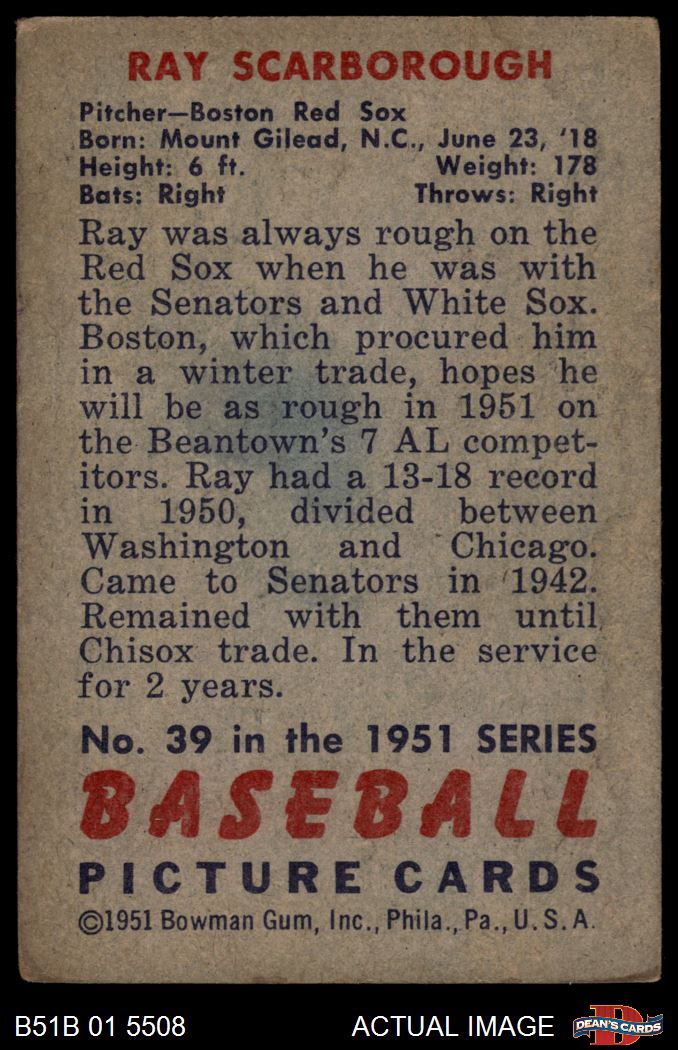 RAY SCARBOROUGH
Pitcher—Boston Red Sox
Born: Mount Gilead, N.C., June 23, '18
Height: 6 ft. Weight: 178
Bats: Right Throws: Right
Ray was always rough on the
Red Sox when he was with
the Senators and White Sox.
Boston, which procured him
in a winter trade, hopes he
will be as rough in 1951 on
the Beantown's 7 AL compet-
itors. Ray had a 13-18 record
in 1950, divided between
Washington and Chicago.
Came to Senators in 1942.
Remained with them until
Chisox trade. In the service
for 2 years.
No. 39 in the 1951 SERIES
BASEBALL
PICTURE CARDS
©1951 Bowman Gum, Inc., Phila., Pa., U.S.A.
B51B 01 5508 ACTUAL IMAGE DEAN'S CARDS